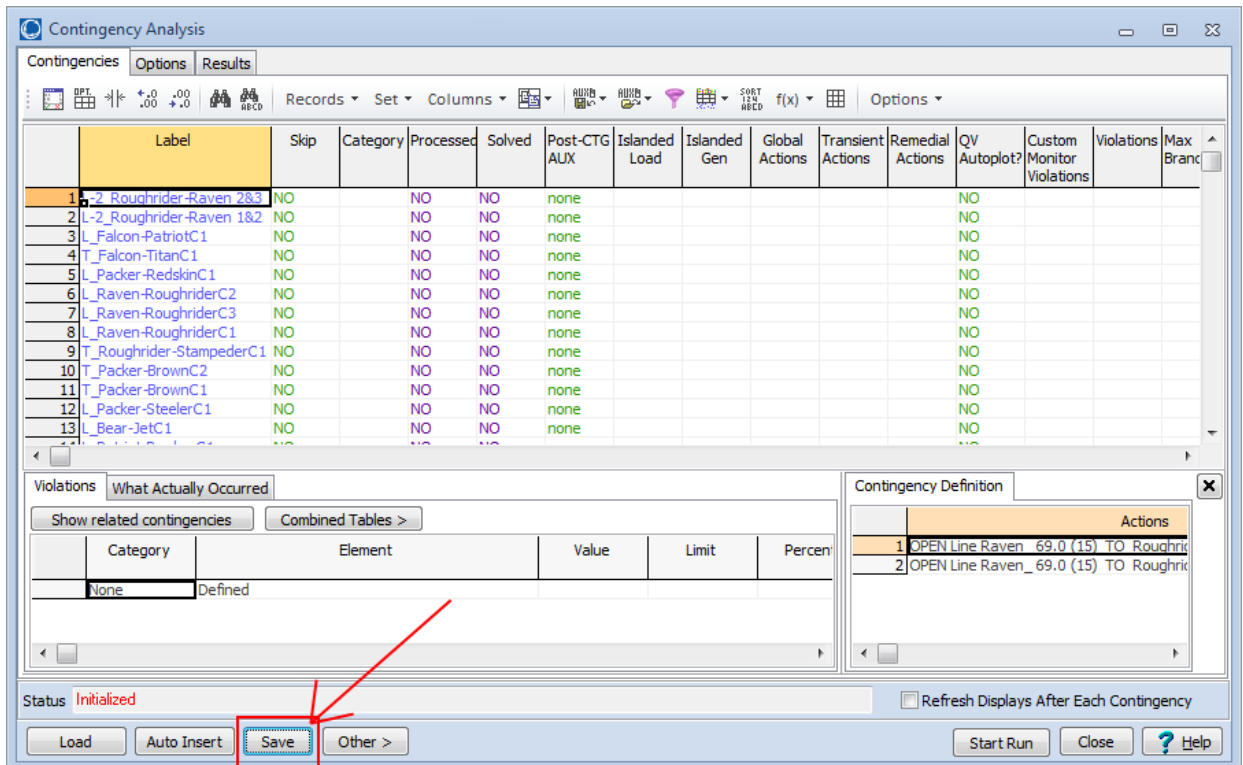 Contingency Analysis
Contingencies Options Results
Records Set Columns f(x) Options
Label Skip Category Processed Solved Post-CTG AUX Islanded Load Islanded Gen Global Actions Transient Actions Remedial Actions QV Autoplot? Custom Monitor Violations Violations Max Branc
1 L-2_Roughrider-Raven 2&3 NO NO NO none NO
2 L-2_Roughrider-Raven 1&2 NO NO NO none NO
3 L_Falcon-PatriotC1 NO NO NO none NO
4 T_Falcon-TitanC1 NO NO NO none NO
5 L_Packer-RedskinC1 NO NO NO none NO
6 L_Raven-RoughriderC2 NO NO NO none NO
7 L_Raven-RoughriderC3 NO NO NO none NO
8 L_Raven-RoughriderC1 NO NO NO none NO
9 T_Roughrider-StampederC1 NO NO NO none NO
10 T_Packer-BrownC2 NO NO NO none NO
11 T_Packer-BrownC1 NO NO NO none NO
12 L_Packer-SteelerC1 NO NO NO none NO
13 L_Bear-JetC1 NO NO NO none NO
Violations What Actually Occurred
Show related contingencies Combined Tables >
Category Element Value Limit Percent
None Defined
Contingency Definition
Actions
1 OPEN Line Raven_ 69.0 (15) TO Roughric
2 OPEN Line Raven_ 69.0 (15) TO Roughric
Status Initialized
Refresh Displays After Each Contingency
Load Auto Insert Save Other > Start Run Close ? Help